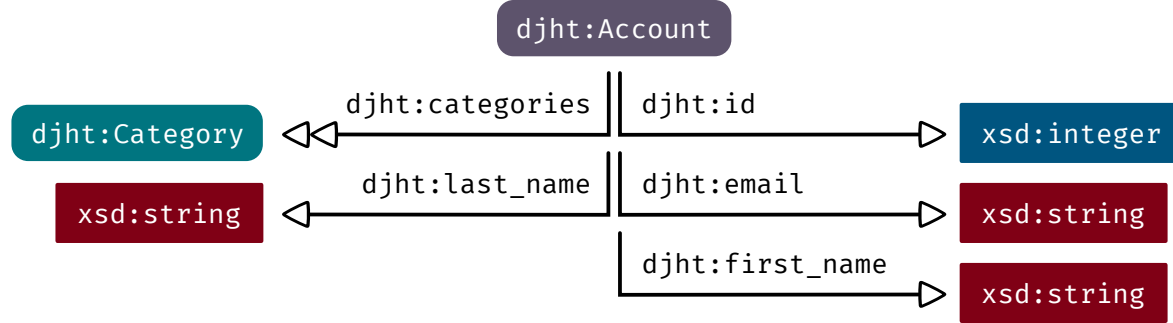 djht:Account
djht:categories
djht:id
djht:Category
xsd:integer
djht:last_name
djht:email
xsd:string
xsd:string
djht:first_name
xsd:string